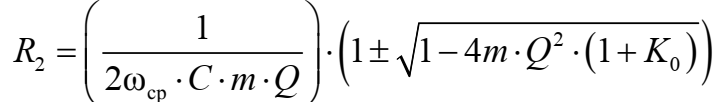 R₂ = (1 / (2ω_ср · C · m · Q)) · (1 ± √(1 − 4m · Q² · (1 + K₀)))